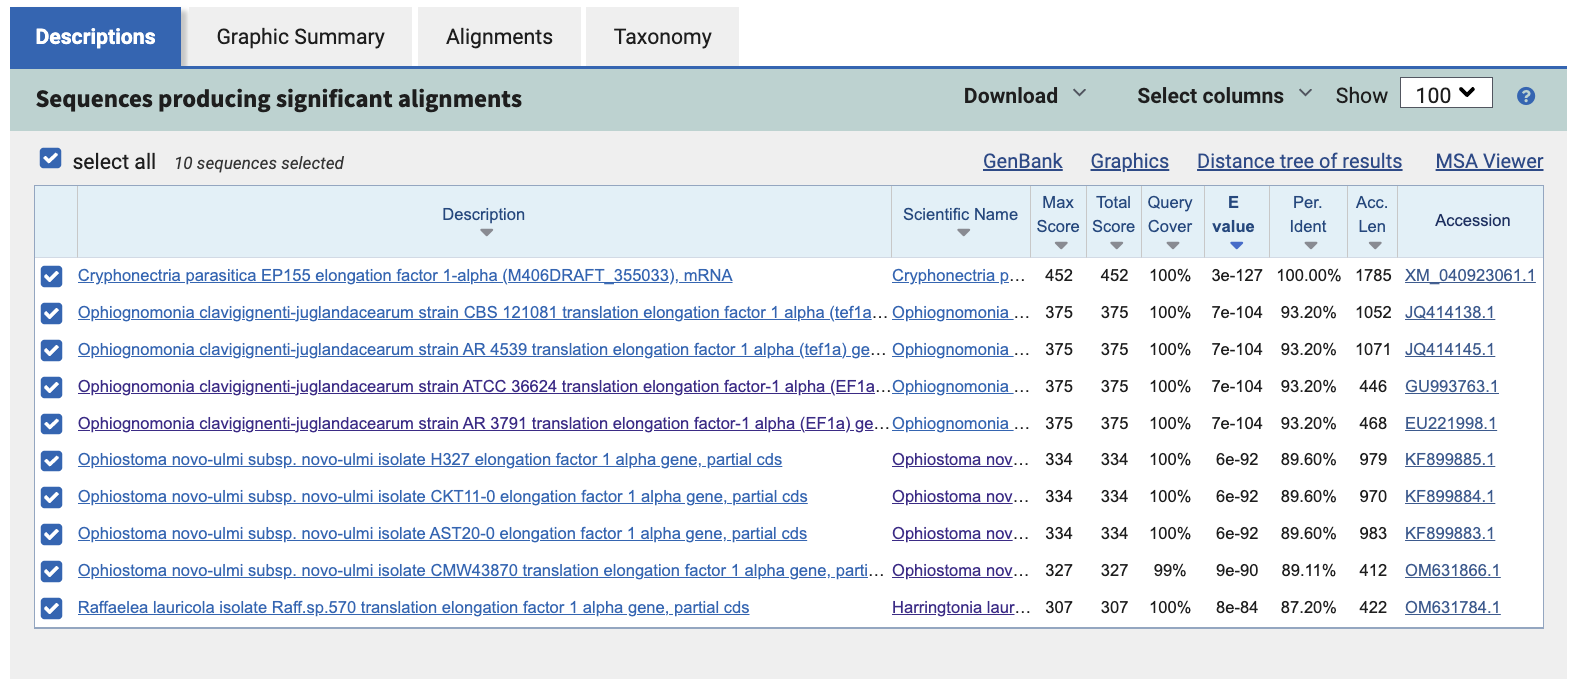 Descriptions Graphic Summary Alignments Taxonomy
Sequences producing significant alignments Download Select columns Show 100 ?
select all 10 sequences selected GenBank Graphics Distance tree of results MSA Viewer
Description Scientific Name Max Score Total Score Query Cover E value Per. Ident Acc. Len Accession
Cryphonectria parasitica EP155 elongation factor 1-alpha (M406DRAFT_355033), mRNA Cryphonectria p... 452 452 100% 3e-127 100.00% 1785 XM_040923061.1
Ophiognomonia clavigignenti-juglandacearum strain CBS 121081 translation elongation factor 1 alpha (tef1a... Ophiognomonia ... 375 375 100% 7e-104 93.20% 1052 JQ414138.1
Ophiognomonia clavigignenti-juglandacearum strain AR 4539 translation elongation factor 1 alpha (tef1a) ge... Ophiognomonia ... 375 375 100% 7e-104 93.20% 1071 JQ414145.1
Ophiognomonia clavigignenti-juglandacearum strain ATCC 36624 translation elongation factor-1 alpha (EF1a... Ophiognomonia ... 375 375 100% 7e-104 93.20% 446 GU993763.1
Ophiognomonia clavigignenti-juglandacearum strain AR 3791 translation elongation factor-1 alpha (EF1a) ge... Ophiognomonia ... 375 375 100% 7e-104 93.20% 468 EU221998.1
Ophiostoma novo-ulmi subsp. novo-ulmi isolate H327 elongation factor 1 alpha gene, partial cds Ophiostoma nov... 334 334 100% 6e-92 89.60% 979 KF899885.1
Ophiostoma novo-ulmi subsp. novo-ulmi isolate CKT11-0 elongation factor 1 alpha gene, partial cds Ophiostoma nov... 334 334 100% 6e-92 89.60% 970 KF899884.1
Ophiostoma novo-ulmi subsp. novo-ulmi isolate AST20-0 elongation factor 1 alpha gene, partial cds Ophiostoma nov... 334 334 100% 6e-92 89.60% 983 KF899883.1
Ophiostoma novo-ulmi subsp. novo-ulmi isolate CMW43870 translation elongation factor 1 alpha gene, parti... Ophiostoma nov... 327 327 99% 9e-90 89.11% 412 OM631866.1
Raffaelea lauricola isolate Raff.sp.570 translation elongation factor 1 alpha gene, partial cds Harringtonia laur... 307 307 100% 8e-84 87.20% 422 OM631784.1